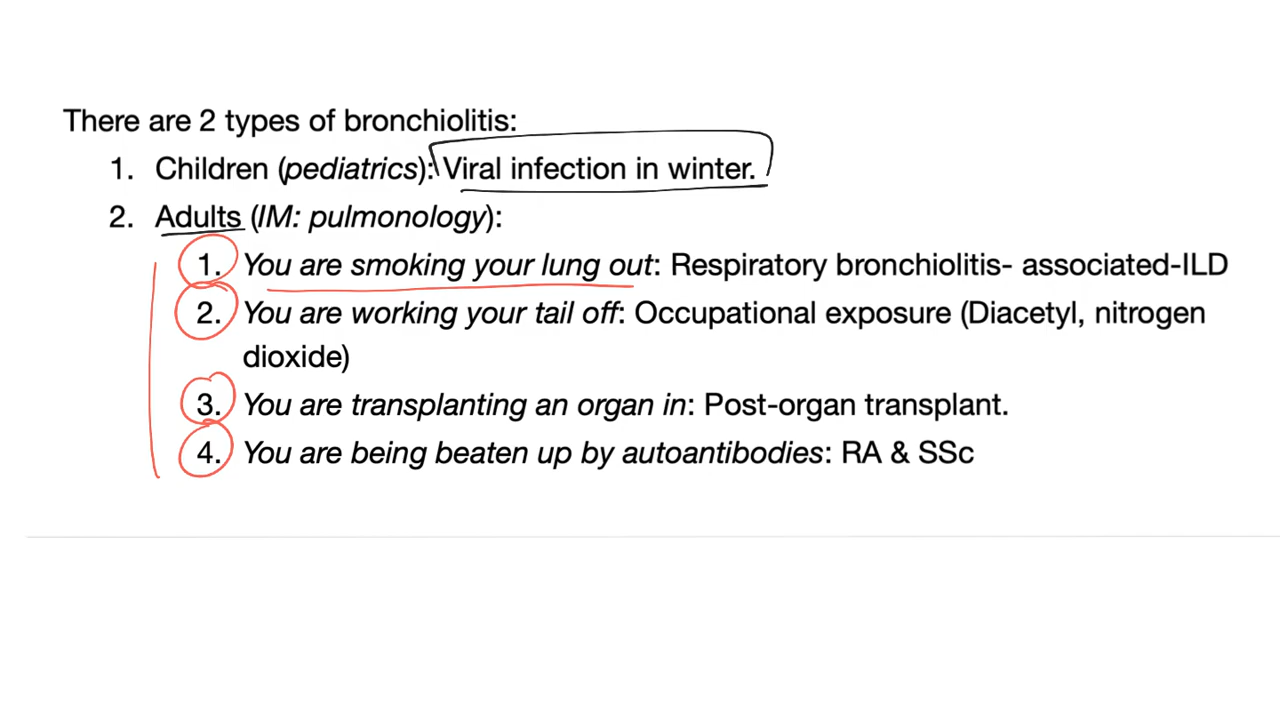 There are 2 types of bronchiolitis:
1. Children (pediatrics): Viral infection in winter.
2. Adults (IM: pulmonology):
1. You are smoking your lung out: Respiratory bronchiolitis- associated-ILD
2. You are working your tail off: Occupational exposure (Diacetyl, nitrogen
dioxide)
3. You are transplanting an organ in: Post-organ transplant.
4. You are being beaten up by autoantibodies: RA & SSc